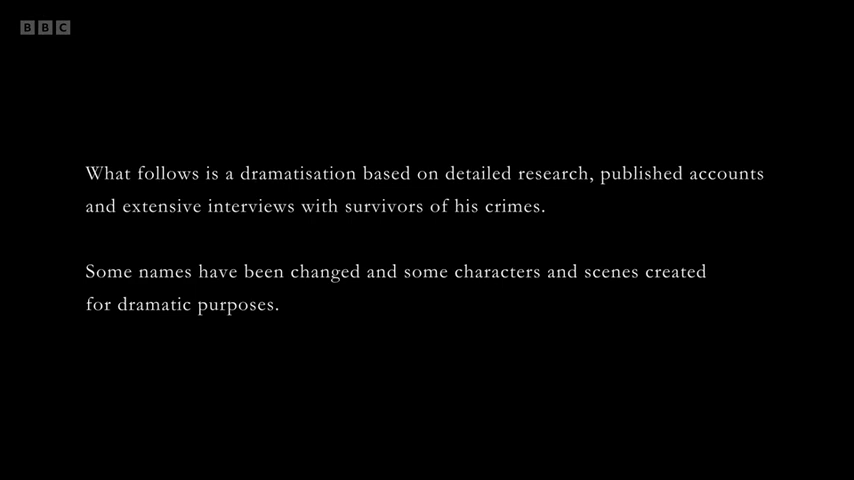 BBC
What follows is a dramatisation based on detailed research, published accounts
and extensive interviews with survivors of his crimes.
Some names have been changed and some characters and scenes created
for dramatic purposes.